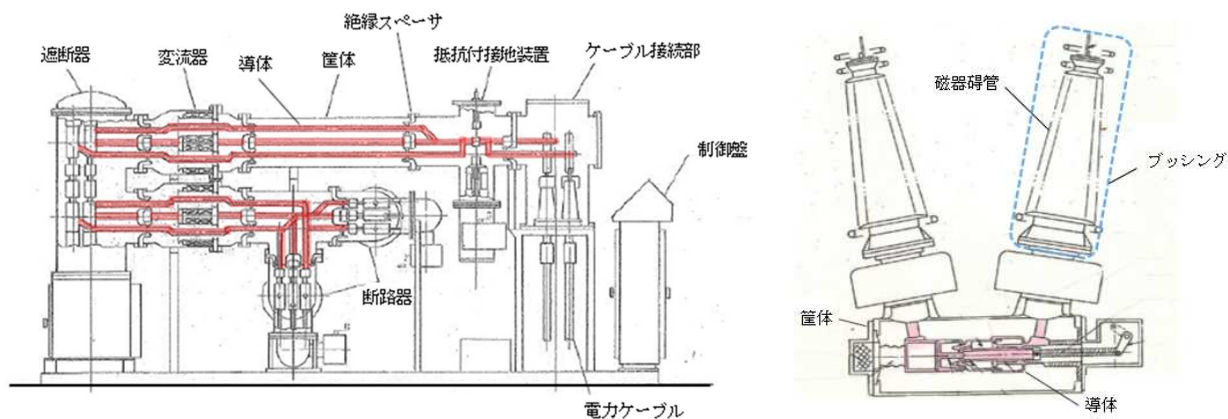 絶縁スペーサ
遮断器
変流器
導体
筐体
抵抗付接地装置
ケーブル接続部
制御盤
断路器
電力ケーブル
磁器碍管
ブッシング
筐体
導体